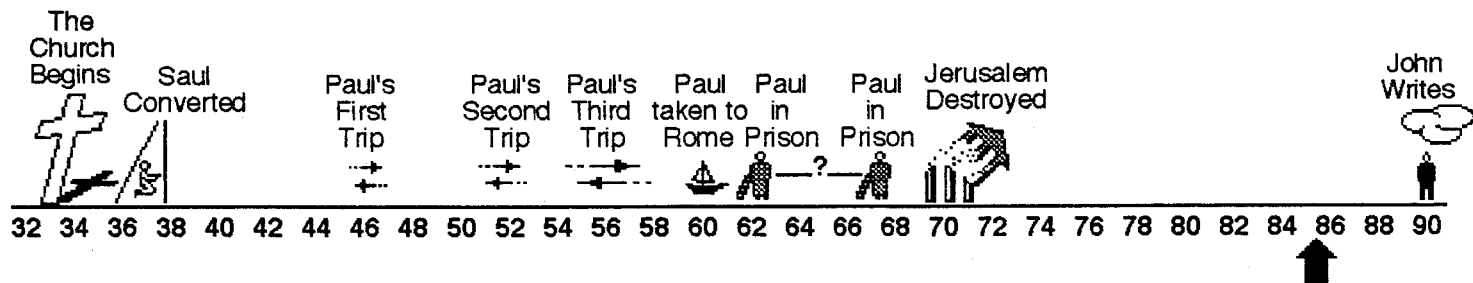 The
Church
Begins
Saul
Converted
Paul's
First
Trip
Paul's
Second
Trip
Paul's
Third
Trip
Paul
taken to
Rome
Paul
in
Prison
?
Paul
in
Prison
Jerusalem
Destroyed
John
Writes
32 34 36 38 40 42 44 46 48 50 52 54 56 58 60 62 64 66 68 70 72 74 76 78 80 82 84 86 88 90